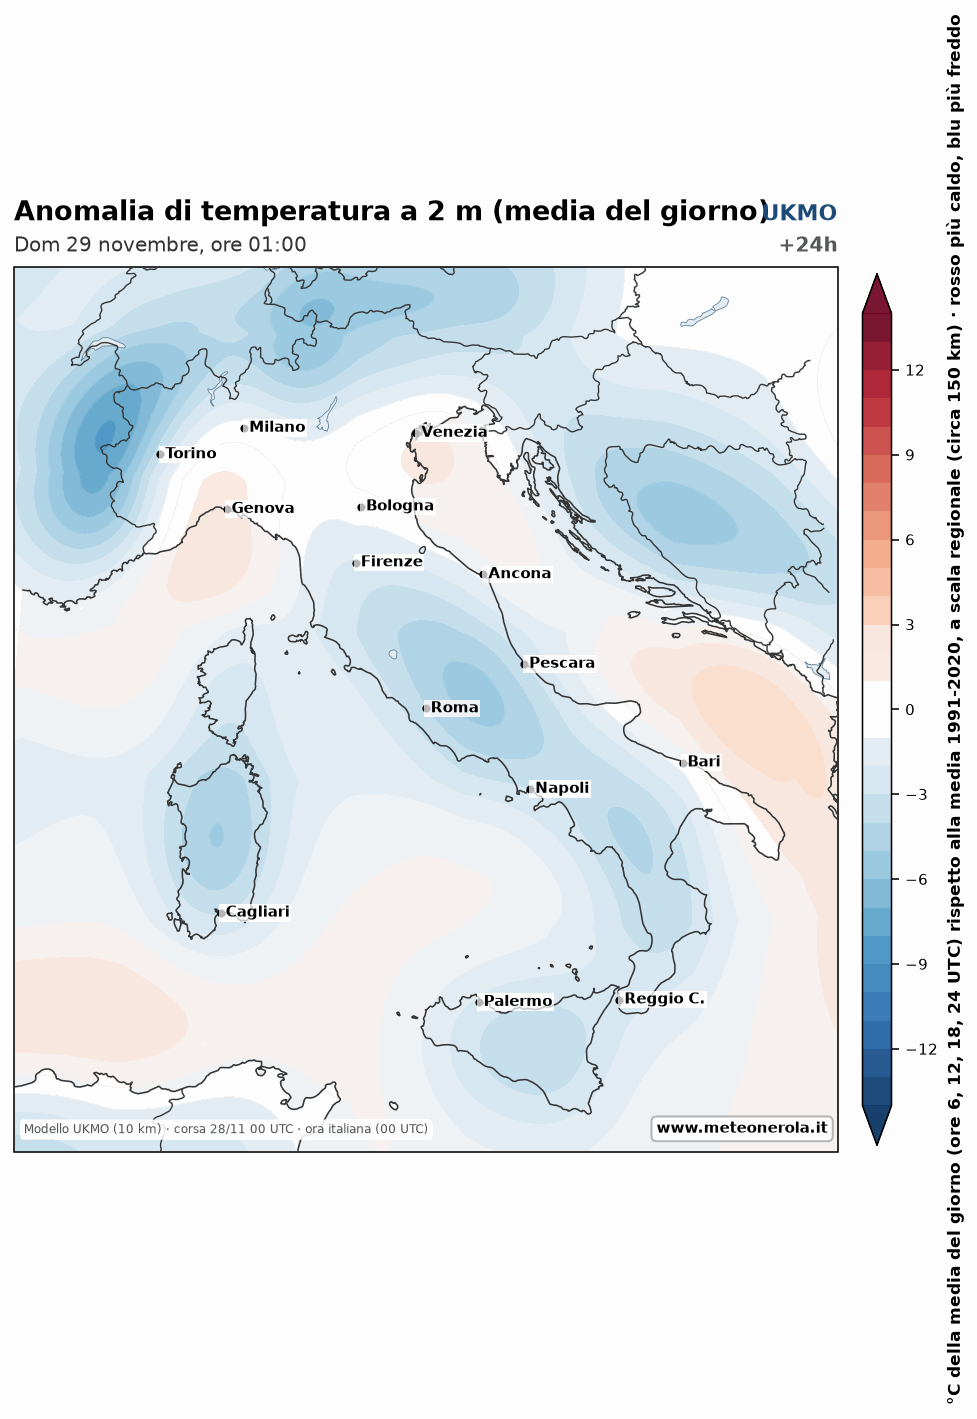 Anomalia di temperatura a 2 m (media del giorno)
UKMO
Dom 29 novembre, ore 01:00
+24h
Milano
Venezia
Torino
Genova
Bologna
Firenze
Ancona
Pescara
Roma
Bari
Napoli
Cagliari
Palermo
Reggio C.
Modello UKMO (10 km) · corsa 28/11 00 UTC · ora italiana (00 UTC)
www.meteonerola.it
12
9
6
3
0
−3
−6
−9
−12
°C della media del giorno (ore 6, 12, 18, 24 UTC) rispetto alla media 1991-2020, a scala regionale (circa 150 km) · rosso più caldo, blu più freddo